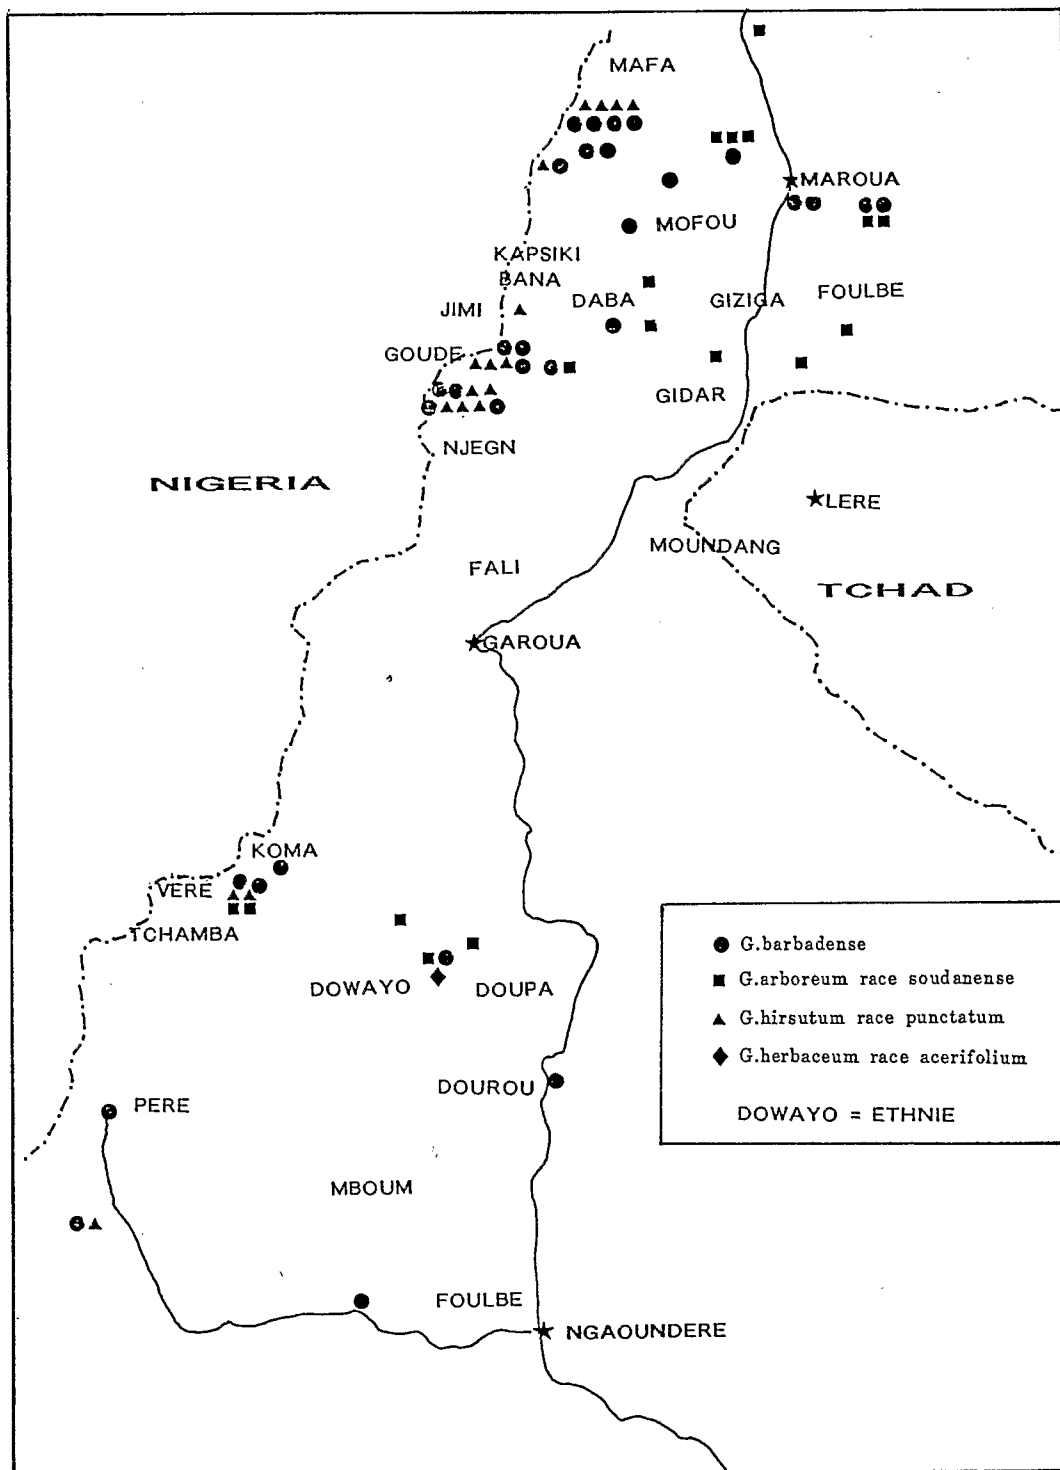 MAFA
MAROUA
MOFOU
KAPSIKI
BANA
DABA
GIZIGA
FOULBE
JIMI
GOUDE
GIDAR
NJEGN
NIGERIA
LERE
MOUNDANG
FALI
TCHAD
GAROUA
KOMA
VERE
TCHAMBA
DOWAYO
DOUPA
DOUROU
PERE
MBOUM
FOULBE
NGAOUNDERE
G.barbadense
G.arboreum race soudanense
G.hirsutum race punctatum
G.herbaceum race acerifolium
DOWAYO = ETHNIE